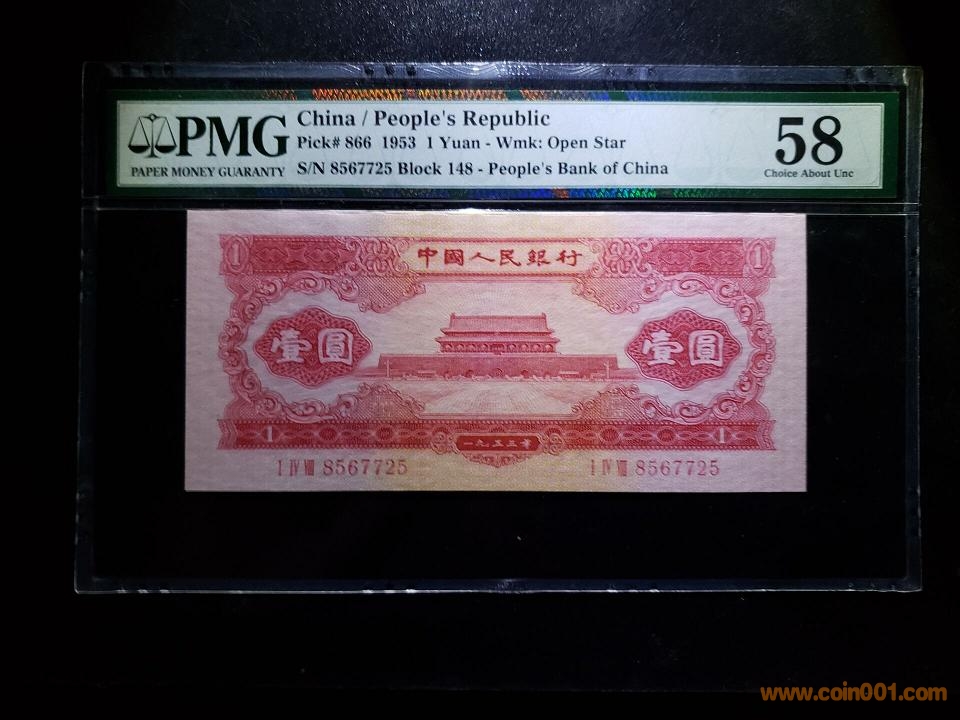 PMG
PAPER MONEY GUARANTY
China / People's Republic
Pick# 866 1953 1 Yuan - Wmk: Open Star
S/N 8567725 Block 148 - People's Bank of China
58
Choice About Unc
1 中國人民銀行 1
壹圓 壹圓
1 一九五三年 1
I IV VIII 8567725 I IV VIII 8567725
www.coin001.com